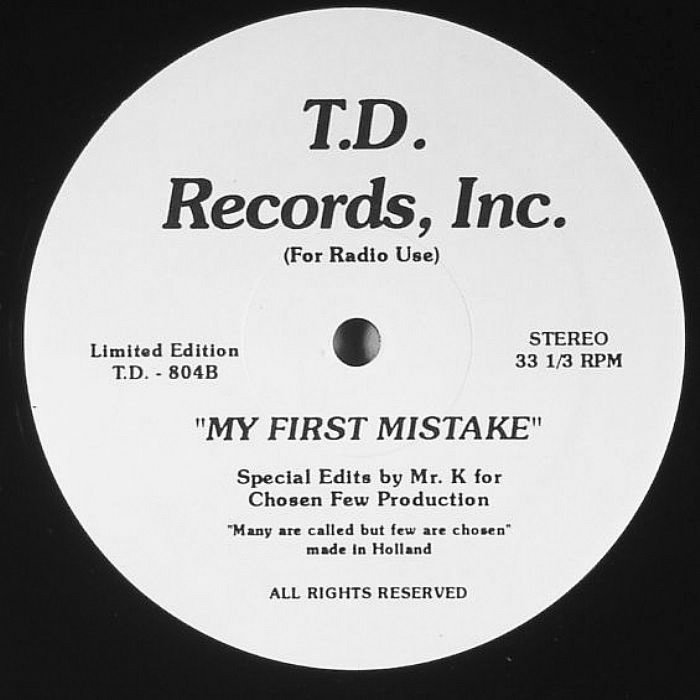 T.D.
Records, Inc.
(For Radio Use)
Limited Edition
T.D. - 804B
STEREO
33 1/3 RPM
"MY FIRST MISTAKE"
Special Edits by Mr. K for
Chosen Few Production
"Many are called but few are chosen"
made in Holland
ALL RIGHTS RESERVED